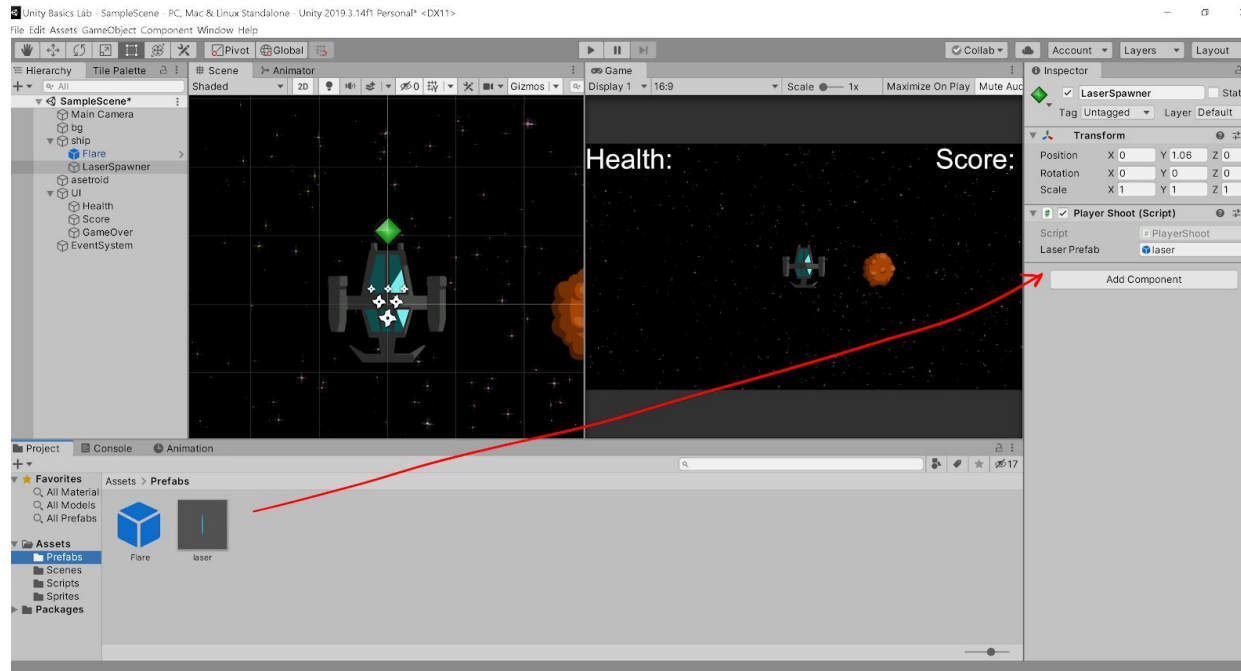 Unity Basics Lab - SampleScene - PC, Mac & Linux Standalone - Unity 2019.3.14f1 Personal* <DX11>
File Edit Assets GameObject Component Window Help
Pivot Global Collab Account Layers Layout
Hierarchy Tile Palette
All
SampleScene*
Main Camera
bg
ship
Flare
LaserSpawner
asetroid
UI
Health
Score
GameOver
EventSystem
Scene Animator
Shaded 2D 0 Gizmos
Game
Display 1 16:9 Scale 1x Maximize On Play Mute Aud
Health: Score:
Inspector
LaserSpawner Stat
Tag Untagged Layer Default
Transform
Position X 0 Y 1.06 Z 0
Rotation X 0 Y 0 Z 0
Scale X 1 Y 1 Z 1
Player Shoot (Script)
Script PlayerShoot
Laser Prefab laser
Add Component
Project Console Animation
17
Favorites
All Material
All Models
All Prefabs
Assets
Prefabs
Scenes
Scripts
Sprites
Packages
Assets > Prefabs
Flare laser